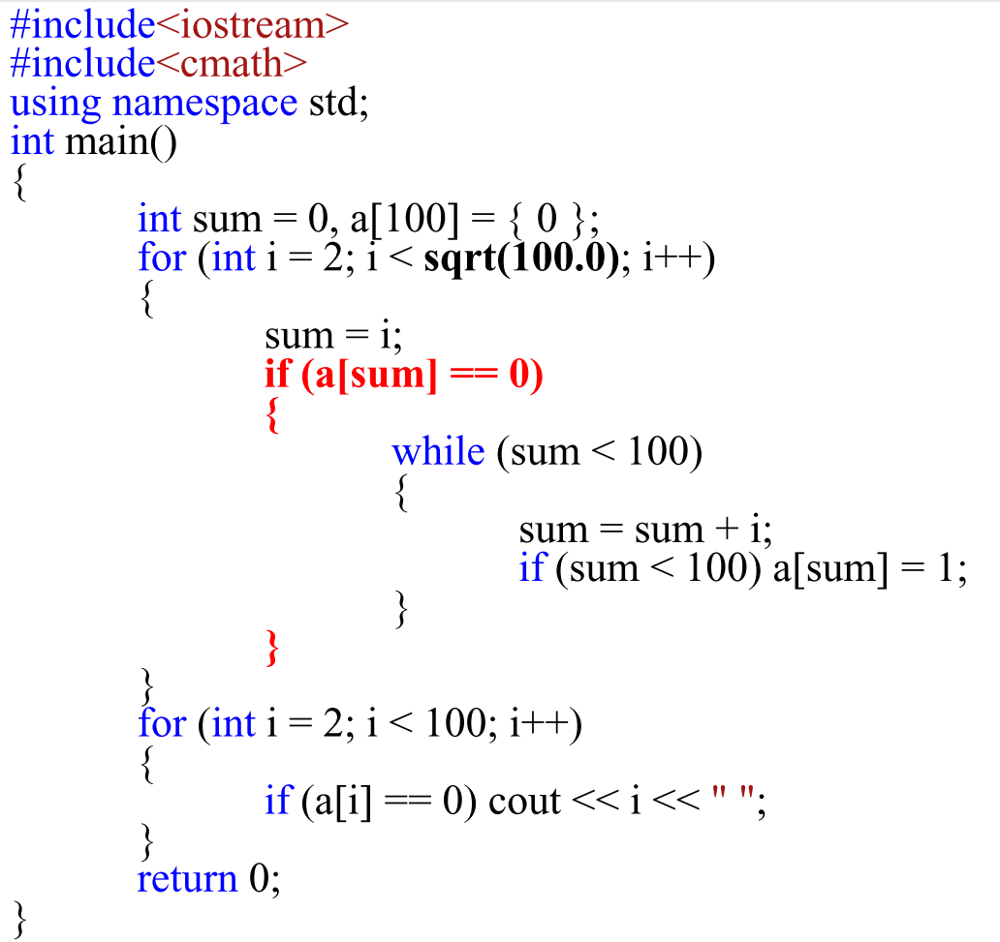 #include<iostream>
#include<cmath>
using namespace std;
int main()
{
int sum = 0, a[100] = { 0 };
for (int i = 2; i < sqrt(100.0); i++)
{
sum = i;
if (a[sum] == 0)
{
while (sum < 100)
{
sum = sum + i;
if (sum < 100) a[sum] = 1;
}
}
}
for (int i = 2; i < 100; i++)
{
if (a[i] == 0) cout << i << " ";
}
return 0;
}